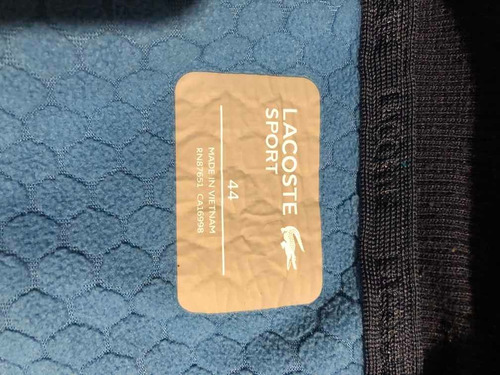 LACOSTE
SPORT
44
MADE IN VIETNAM
RN87651 CA16998